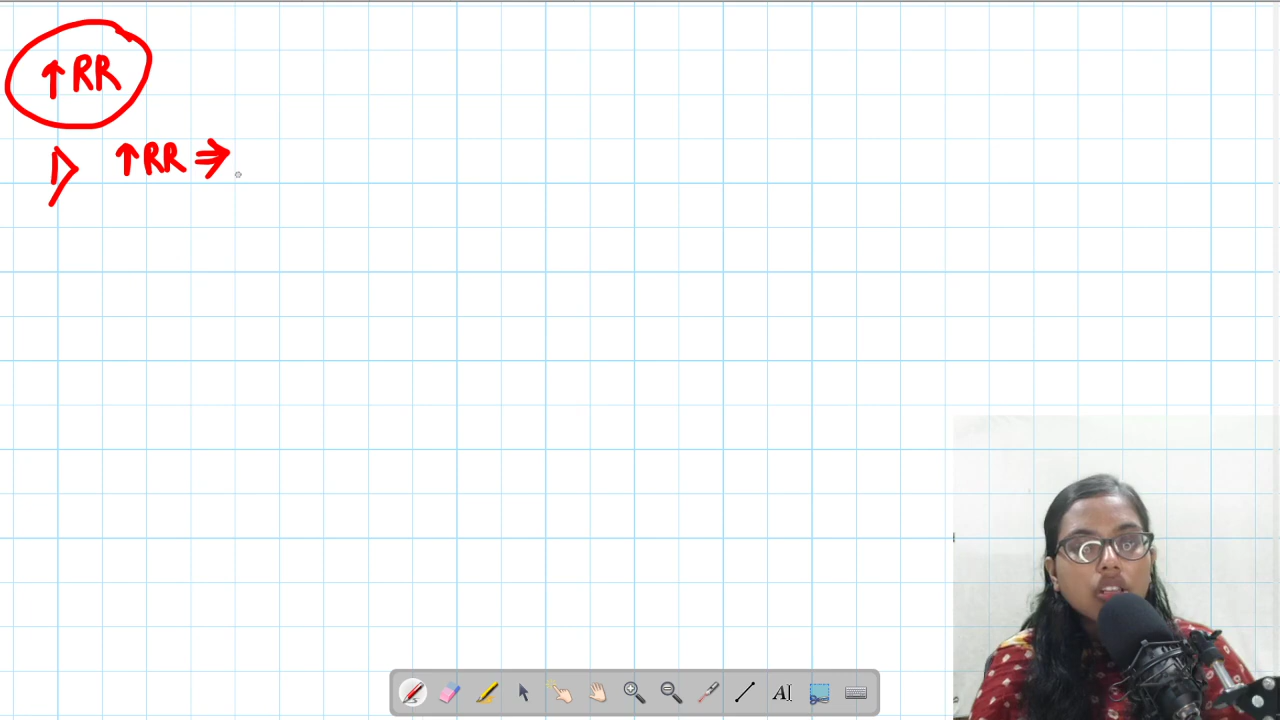 ↑ RR
↑ RR ⇒
A